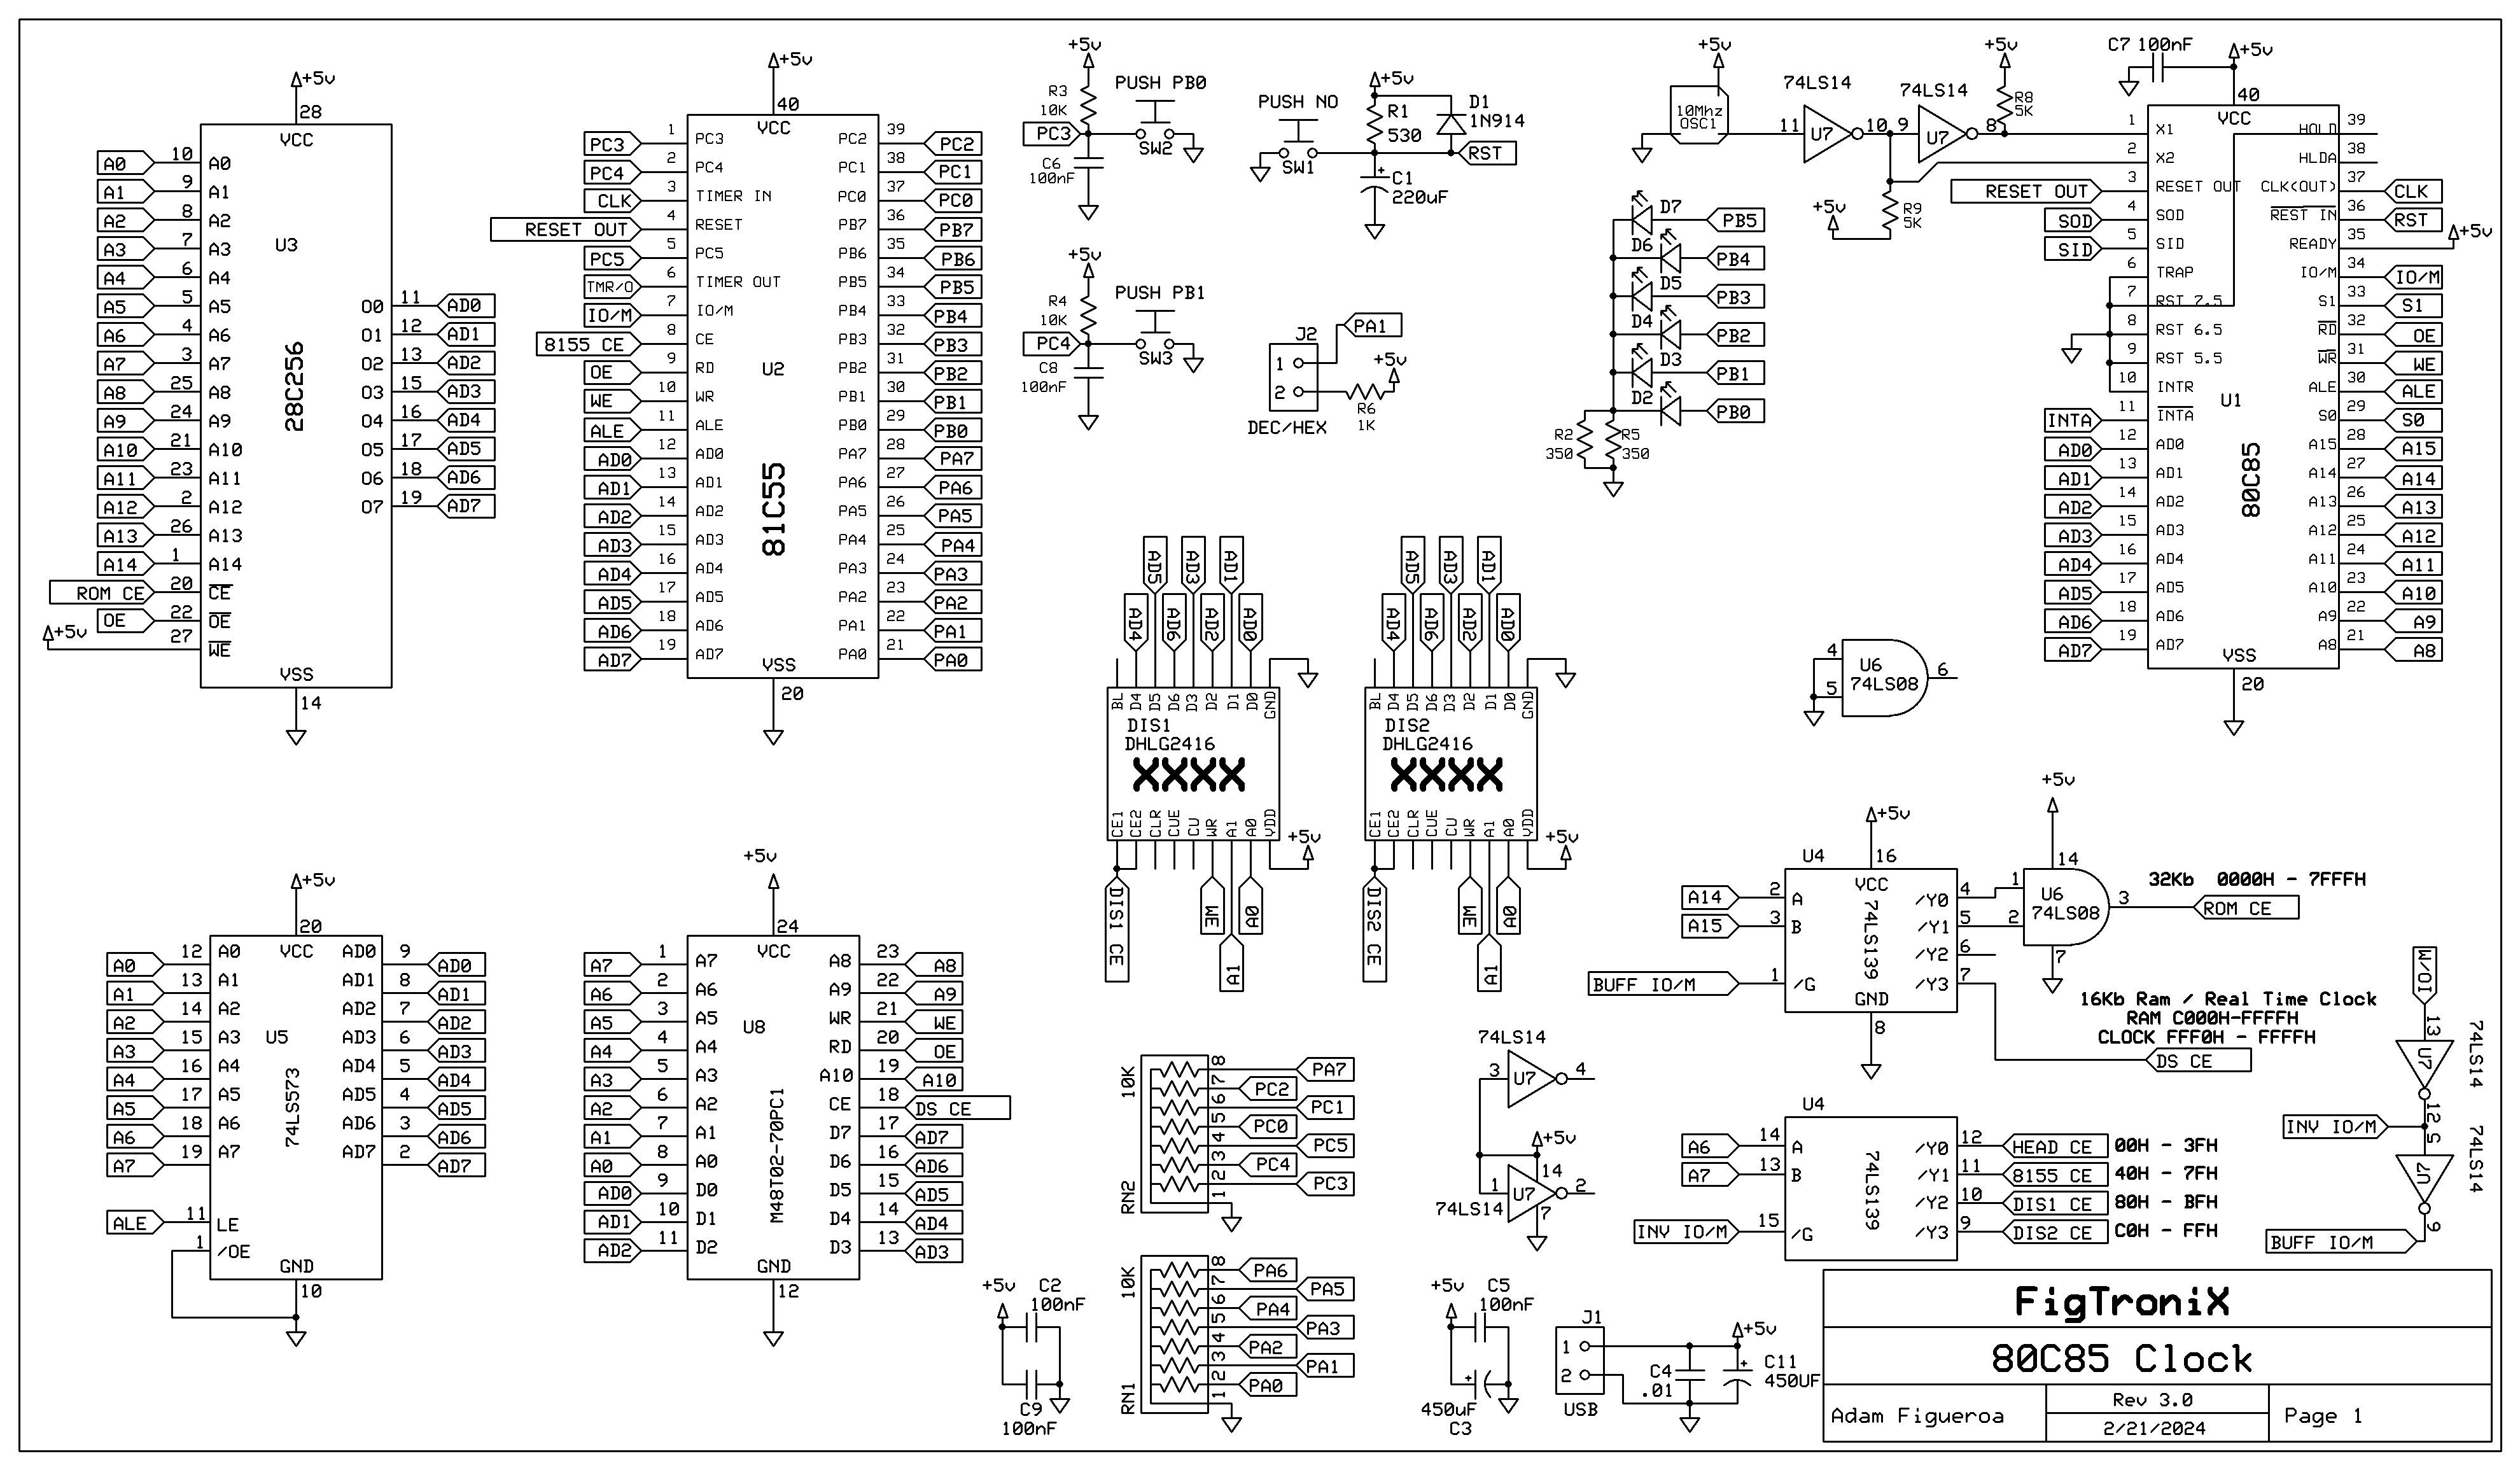 +5v
28
VCC
U3
28C256
A0 10 A0
A1 9 A1
A2 8 A2
A3 7 A3
A4 6 A4
A5 5 A5 O0 11 AD0
A6 4 A6 O1 12 AD1
A7 3 A7 O2 13 AD2
A8 25 A8 O3 15 AD3
A9 24 A9 O4 16 AD4
A10 21 A10 O5 17 AD5
A11 23 A11 O6 18 AD6
A12 2 A12 O7 19 AD7
A13 26 A13
A14 1 A14
ROM CE 20 CE
OE 22 OE
+5v 27 WE
VSS
14
+5v
40
VCC
U2
81C55
PC3 1 PC3 PC2 39 PC2
PC4 2 PC4 PC1 38 PC1
CLK 3 TIMER IN PC0 37 PC0
RESET OUT 4 RESET PB7 36 PB7
PC5 5 PC5 PB6 35 PB6
TMR/O 6 TIMER OUT PB5 34 PB5
IO/M 7 IO/M PB4 33 PB4
8155 CE 8 CE PB3 32 PB3
OE 9 RD PB2 31 PB2
WE 10 WR PB1 30 PB1
ALE 11 ALE PB0 29 PB0
AD0 12 AD0 PA7 28 PA7
AD1 13 AD1 PA6 27 PA6
AD2 14 AD2 PA5 26 PA5
AD3 15 AD3 PA4 25 PA4
AD4 16 AD4 PA3 24 PA3
AD5 17 AD5 PA2 23 PA2
AD6 18 AD6 PA1 22 PA1
AD7 19 AD7 PA0 21 PA0
VSS
20
+5v
R3
10K
PUSH PB0
PC3
SW2
C6
100nF
+5v
R4
10K
PUSH PB1
PC4
SW3
C8
100nF
+5v
PUSH NO
R1
530
D1
1N914
SW1
RST
C1
220uF
J2
PA1
1
+5v
2
R6
1K
DEC/HEX
+5v
10Mhz
OSC1
74LS14
11 U7 10
74LS14
9 U7 8
+5v
R8
5K
+5v
R9
5K
D7 PB5
D6 PB4
D5 PB3
D4 PB2
D3 PB1
D2 PB0
R2
350
R5
350
C7 100nF
+5v
40
VCC
U1
80C85
1 X1 HOLD 39
2 X2 HLDA 38
RESET OUT 3 RESET OUT CLK(OUT) 37 CLK
SOD 4 SOD REST IN 36 RST
SID 5 SID READY 35 +5v
6 TRAP IO/M 34 IO/M
7 RST 7.5 S1 33 S1
8 RST 6.5 RD 32 OE
9 RST 5.5 WR 31 WE
10 INTR ALE 30 ALE
INTA 11 INTA S0 29 S0
AD0 12 AD0 A15 28 A15
AD1 13 AD1 A14 27 A14
AD2 14 AD2 A13 26 A13
AD3 15 AD3 A12 25 A12
AD4 16 AD4 A11 24 A11
AD5 17 AD5 A10 23 A10
AD6 18 AD6 A9 22 A9
AD7 19 AD7 A8 21 A8
VSS
20
AD5 AD3 AD1
AD4 AD6 AD2 AD0
BL D4 D5 D6 D3 D2 D1 D0 GND
DIS1
DHLG2416
XXXX
CE1 CE2 CLR CUE CU WR A1 A0 VDD
+5v
DIS1 CE WE A1 A0
AD5 AD3 AD1
AD4 AD6 AD2 AD0
BL D4 D5 D6 D3 D2 D1 D0 GND
DIS2
DHLG2416
XXXX
CE1 CE2 CLR CUE CU WR A1 A0 VDD
+5v
DIS2 CE WE A1 A0
4
5
U6
74LS08
6
+5v
20
VCC
U5
74LS573
A0 12 A0 AD0 9 AD0
A1 13 A1 AD1 8 AD1
A2 14 A2 AD2 7 AD2
A3 15 A3 AD3 6 AD3
A4 16 A4 AD4 5 AD4
A5 17 A5 AD5 4 AD5
A6 18 A6 AD6 3 AD6
A7 19 A7 AD7 2 AD7
ALE 11 LE
1 /OE
GND
10
+5v
24
VCC
U8
M48T02-70PC1
A7 1 A7 A8 23 A8
A6 2 A6 A9 22 A9
A5 3 A5 WR 21 WE
A4 4 A4 RD 20 OE
A3 5 A3 A10 19 A10
A2 6 A2 CE 18 DS CE
A1 7 A1 D7 17 AD7
A0 8 A0 D6 16 AD6
AD0 9 D0 D5 15 AD5
AD1 10 D1 D4 14 AD4
AD2 11 D2 D3 13 AD3
GND
12
10K
RN2
8 PA7
7 PC2
6 PC1
5 PC0
4 PC5
3 PC4
2 PC3
1
10K
RN1
8 PA6
7 PA5
6 PA4
5 PA3
4 PA2
3 PA1
2 PA0
1
+5v
C2
100nF
C9
100nF
74LS14
3 U7 4
+5v
14
1 U7 2
74LS14
7
+5v
C5
100nF
450uF
C3
J1
1
2
USB
C4
.01
+5v
C11
450UF
+5v
U4
16
VCC
74LS139
A14 2 A /Y0 4
A15 3 B /Y1 5
/Y2 6
BUFF IO/M 1 /G /Y3 7
GND
8
+5v
14
1
2
U6
74LS08
3
7
32Kb 0000H - 7FFFH
ROM CE
16Kb Ram / Real Time Clock
RAM C000H-FFFFH
CLOCK FFF0H - FFFFH
DS CE
U4
74LS139
A6 14 A /Y0 12 HEAD CE 00H - 3FH
A7 13 B /Y1 11 8155 CE 40H - 7FH
/Y2 10 DIS1 CE 80H - BFH
INV IO/M 15 /G /Y3 9 DIS2 CE C0H - FFH
IO/M
13
U7
74LS14
12
INV IO/M
5
U7
74LS14
6
BUFF IO/M
FigTroniX
80C85 Clock
Adam Figueroa
Rev 3.0
2/21/2024
Page 1